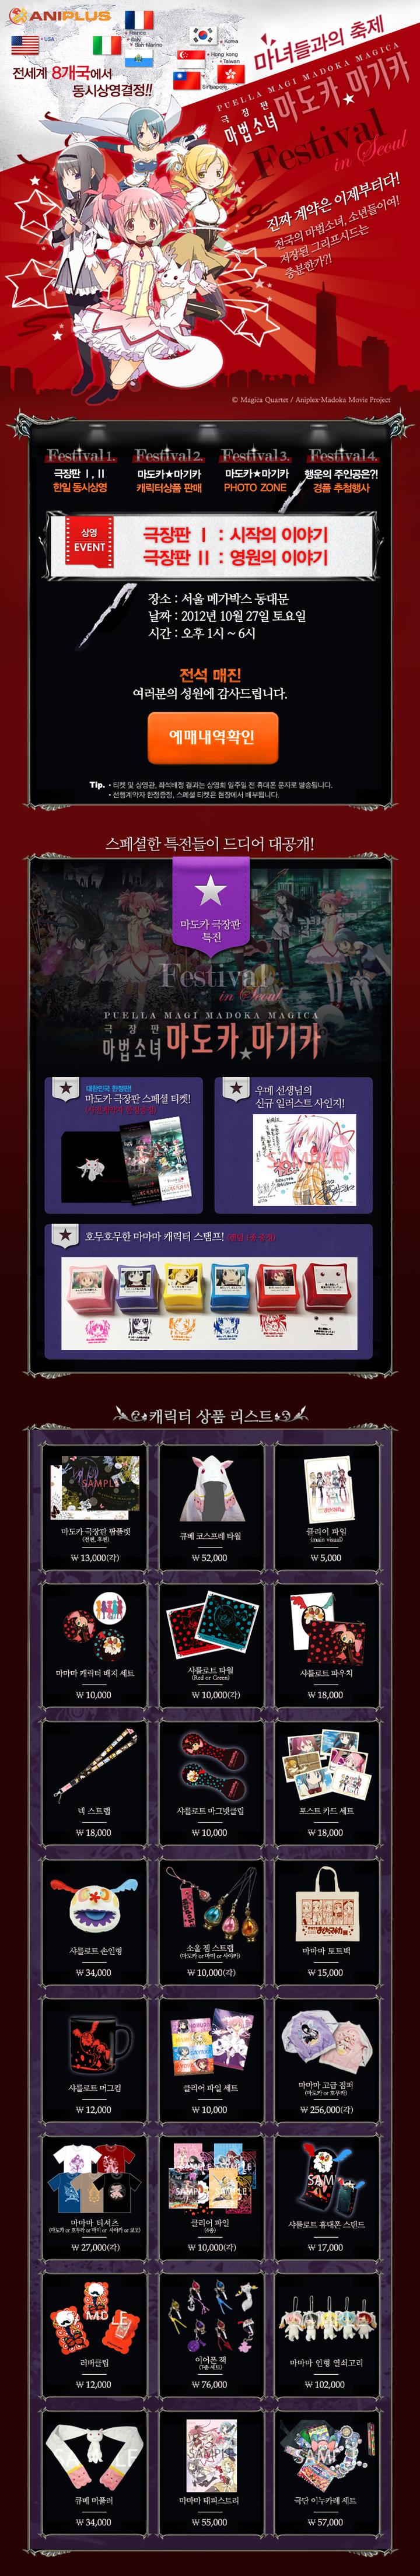 ANIPLUS
USA
France
Italy
San Marino
Korea
Hong kong
Taiwan
Singapore
전세계 8개국에서
동시상영결정!!
마녀들과의 축제
PUELLA MAGI MADOKA MAGICA
극장판
마법소녀 마도카★마기카
Festival
in Seoul
진짜 계약은 이제부터다!
전국의 마법소녀, 소년들이여!
저장된 그리프시드는
충분한가?!
© Magica Quartet / Aniplex·Madoka Movie Project
Festival 1.
극장판 I, II
한일 동시상영
Festival 2.
마도카★마기카
캐릭터상품 판매
Festival 3.
마도카★마기카
PHOTO ZONE
Festival 4.
행운의 주인공은?!
경품 추첨행사
상영
EVENT
극장판 I : 시작의 이야기
극장판 II : 영원의 이야기
장소 : 서울 메가박스 동대문
날짜 : 2012년 10월 27일 토요일
시간 : 오후 1시 ~ 6시
전석 매진!
여러분의 성원에 감사드립니다.
예매내역확인
Tip. • 티켓 및 상영관, 좌석배정 결과는 상영회 일주일 전 휴대폰 문자로 발송됩니다.
• 선행계약자 한정증정, 스페셜 티켓은 현장에서 배부됩니다.
스페셜한 특전들이 드디어 대공개!
마도카 극장판
특전
Festival
in Seoul
PUELLA MAGI MADOKA MAGICA
극장판
마법소녀 마도카★마기카
대한민국 한정판!
마도카 극장판 스페셜 티켓!
우메 선생님의
신규 일러스트 사인지!
호무호무한 마마마 캐릭터 스탬프!
캐릭터 상품 리스트
SAMPLE
마도카 극장판 팜플렛
(전편, 후편)
₩ 13,000(각)
큐베 코스프레 타월
₩ 52,000
클리어 파일
(main visual)
₩ 5,000
마마마 캐릭터 배지 세트
₩ 10,000
샤를로트 타월
(Red or Green)
₩ 10,000(각)
샤를로트 파우치
₩ 18,000
넥 스트랩
₩ 18,000
샤를로트 마그넷클립
₩ 10,000
포스트 카드 세트
₩ 18,000
샤를로트 손인형
₩ 34,000
소울 젬 스트랩
(마도카 or 마미 or 사야카)
₩ 10,000(각)
마마마 토트백
₩ 15,000
샤를로트 머그컵
₩ 12,000
클리어 파일 세트
₩ 10,000
마마마 고급 점퍼
(마도카 or 호무라)
₩ 256,000(각)
마마마 티셔츠
(마도카 or 호무라 or 마미 or 사야카 or 쿄코)
₩ 27,000(각)
클리어 파일
(4종)
₩ 10,000(각)
샤를로트 휴대폰 스탠드
₩ 17,000
러버클립
₩ 12,000
이어폰 잭
(7종 세트)
₩ 76,000
마마마 인형 열쇠고리
₩ 102,000
큐베 머플러
₩ 34,000
SAMPLE
마마마 태피스트리
₩ 55,000
극단 이누카레 세트
₩ 57,000